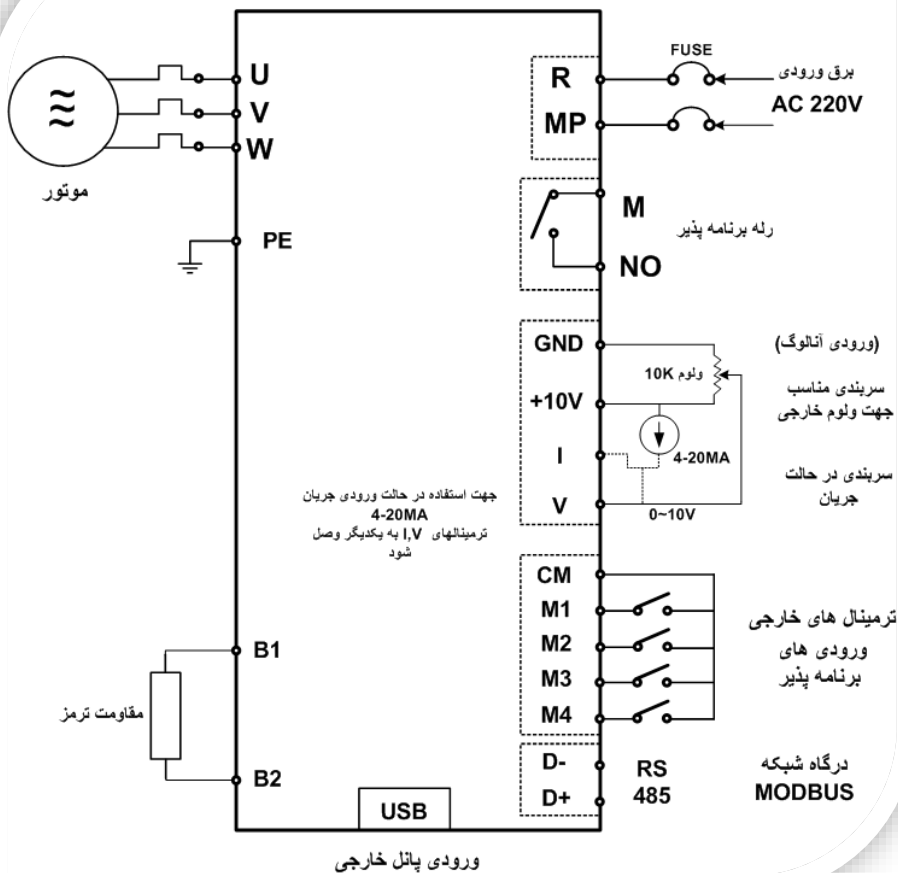 U
V
W
موتور
PE
R
MP
FUSE
برق ورودی
AC 220V
M
NO
رله برنامه پذیر
GND
+10V
I
V
ولوم 10K
4-20MA
0~10V
(ورودی آنالوگ)
سربندی مناسب
جهت ولوم خارجی
سربندی در حالت
جریان
جهت استفاده در حالت ورودی جریان
4-20MA
ترمینالهای I,V به یکدیگر وصل
شود
CM
M1
M2
M3
M4
ترمینال های خارجی
ورودی های
برنامه پذیر
B1
مقاومت ترمز
B2
D-
D+
RS
485
درگاه شبکه
MODBUS
USB
ورودی پانل خارجی